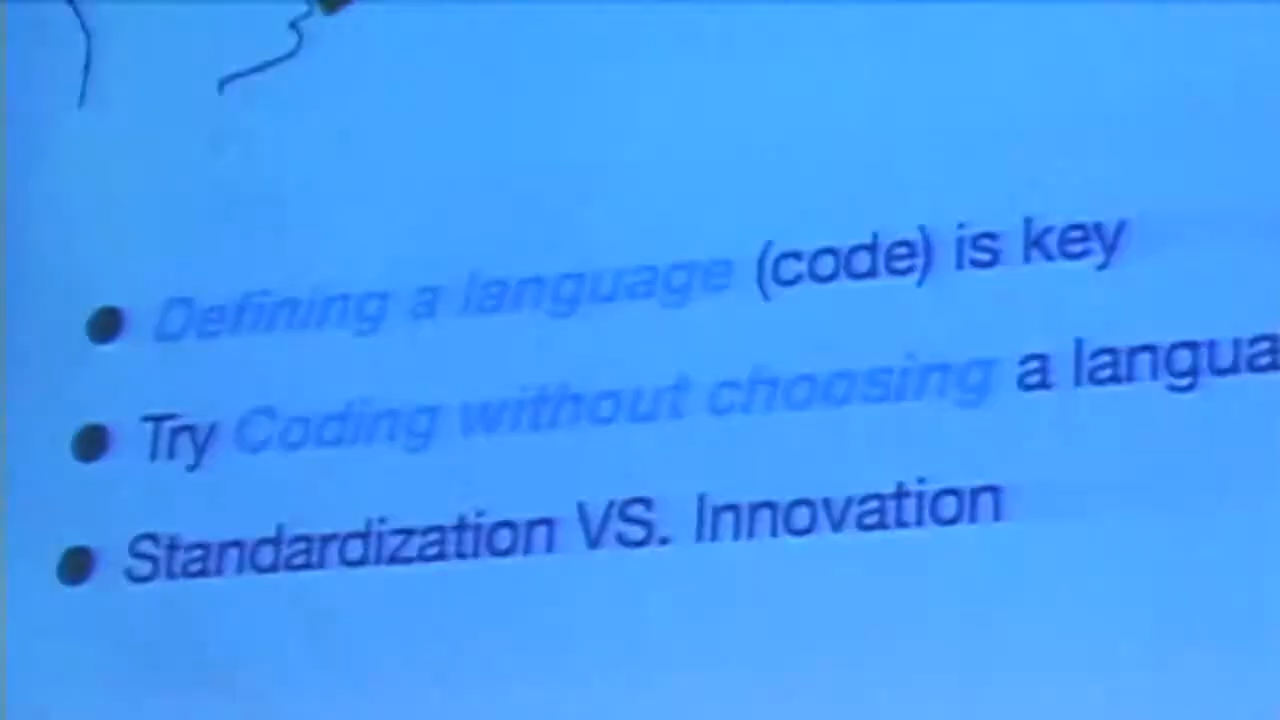 ● Defining a language (code) is key
● Try Coding without choosing a langua
● Standardization VS. Innovation